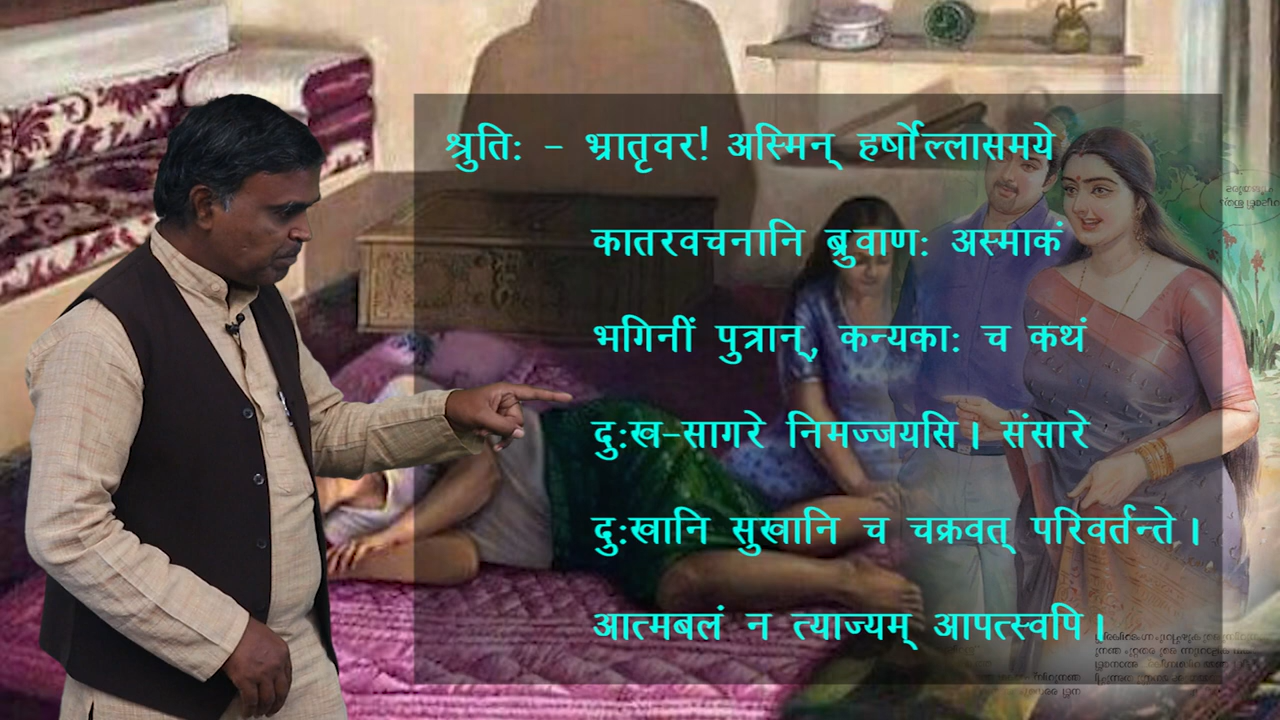 श्रुतिः - भ्रातृवर! अस्मिन् हर्षोल्लासमये
कातरवचनानि ब्रुवाणः अस्माकं
भगिनीं पुत्रान्, कन्यकाः च कथं
दुःख-सागरे निमज्जयसि। संसारे
दुःखानि सुखानि च चक्रवत् परिवर्तन्ते।
आत्मबलं न त्याज्यम् आपत्स्वपि।